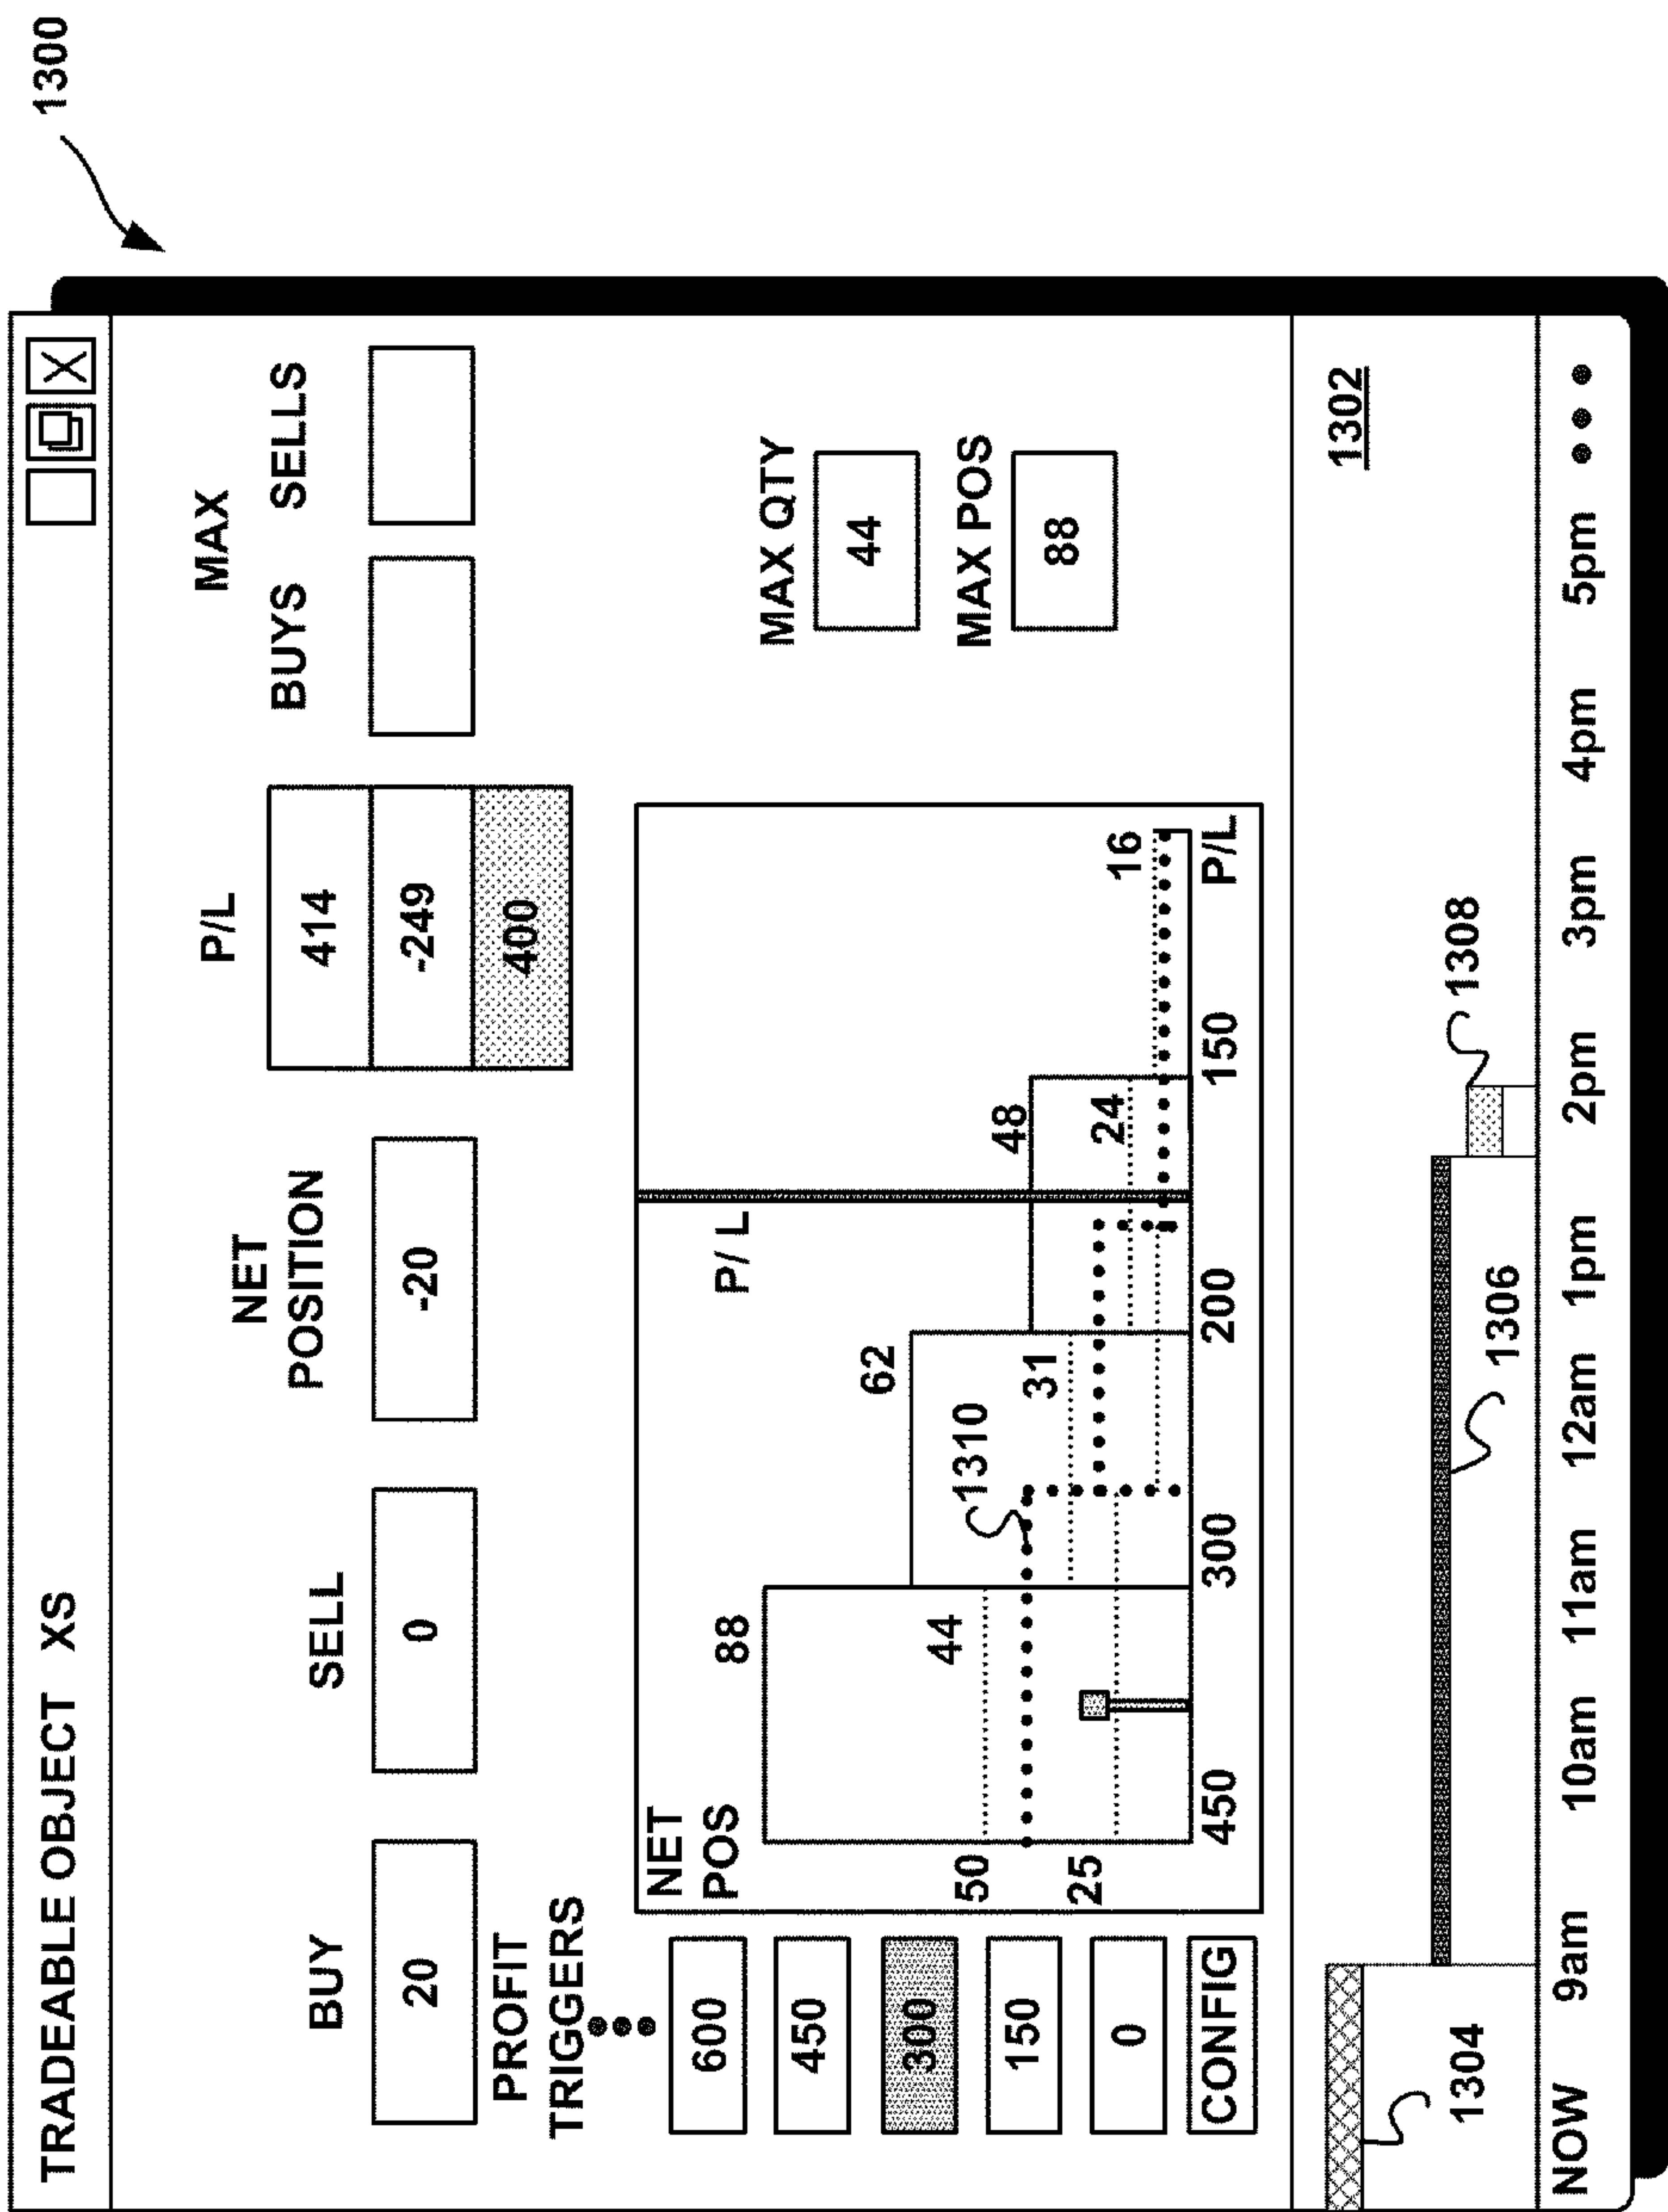 1300
TRADEABLE OBJECT XS
X
BUY
20
SELL
0
NET
POSITION
-20
P/L
414
-249
400
MAX
BUYS SELLS
PROFIT
TRIGGERS
600
450
300
150
0
CONFIG
NET
POS
50
25
88
44
62
31
1310
P/ L
48
24
16
450 300 200 150 P/L
MAX QTY
44
MAX POS
88
1302
1304
1306
1308
NOW 9am 10am 11am 12am 1pm 2pm 3pm 4pm 5pm